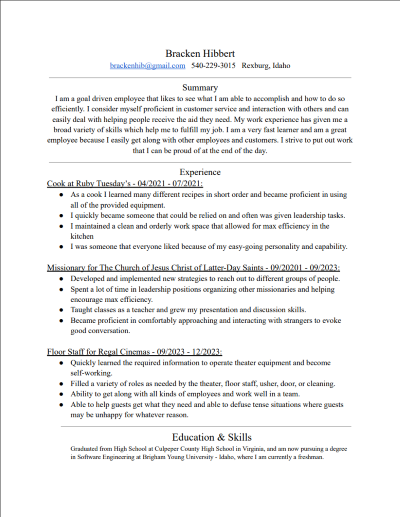 Bracken Hibbert
brackenhib@gmail.com 540-229-3015 Rexburg, Idaho
Summary
I am a goal driven employee that likes to see what I am able to accomplish and how to do so
efficiently. I consider myself proficient in customer service and interaction with others and can
easily deal with helping people receive the aid they need. My work experience has given me a
broad variety of skills which help me to fulfill my job. I am a very fast learner and am a great
employee because I easily get along with other employees and customers. I strive to put out work
that I can be proud of at the end of the day.
Experience
Cook at Ruby Tuesday's - 04/2021 - 07/2021:
● As a cook I learned many different recipes in short order and became proficient in using
all of the provided equipment.
● I quickly became someone that could be relied on and often was given leadership tasks.
● I maintained a clean and orderly work space that allowed for max efficiency in the
kitchen
● I was someone that everyone liked because of my easy-going personality and capability.
Missionary for The Church of Jesus Christ of Latter-Day Saints - 09/20201 - 09/2023:
● Developed and implemented new strategies to reach out to different groups of people.
● Spent a lot of time in leadership positions organizing other missionaries and helping
encourage max efficiency.
● Taught classes as a teacher and grew my presentation and discussion skills.
● Became proficient in comfortably approaching and interacting with strangers to evoke
good conversation.
Floor Staff for Regal Cinemas - 09/2023 - 12/2023:
● Quickly learned the required information to operate theater equipment and become
self-working.
● Filled a variety of roles as needed by the theater, floor staff, usher, door, or cleaning.
● Ability to get along with all kinds of employees and work well in a team.
● Able to help guests get what they need and able to defuse tense situations where guests
may be unhappy for whatever reason.
Education & Skills
Graduated from High School at Culpeper County High School in Virginia, and am now pursuing a degree
in Software Engineering at Brigham Young University - Idaho, where I am currently a freshman.